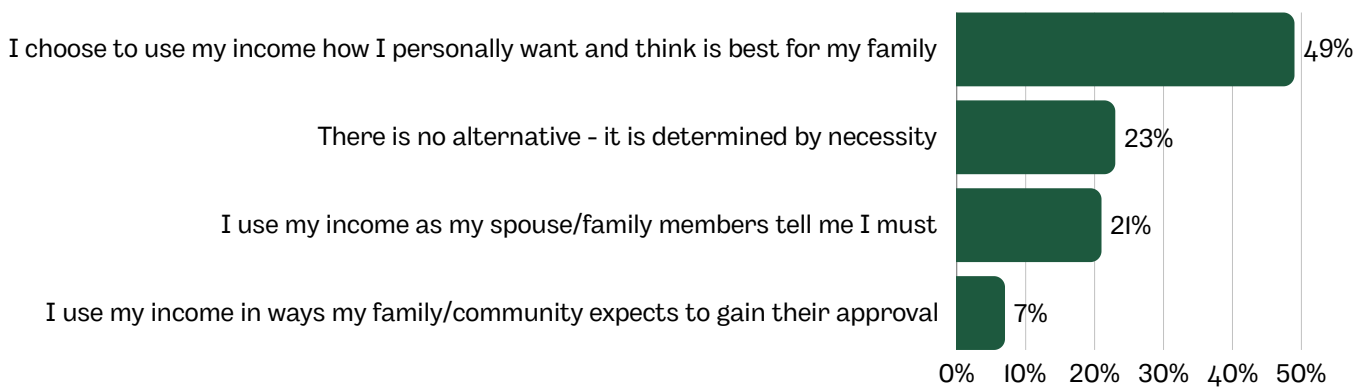 I choose to use my income how I personally want and think is best for my family
49%
There is no alternative - it is determined by necessity
23%
I use my income as my spouse/family members tell me I must
21%
I use my income in ways my family/community expects to gain their approval
7%
0% 10% 20% 30% 40% 50%